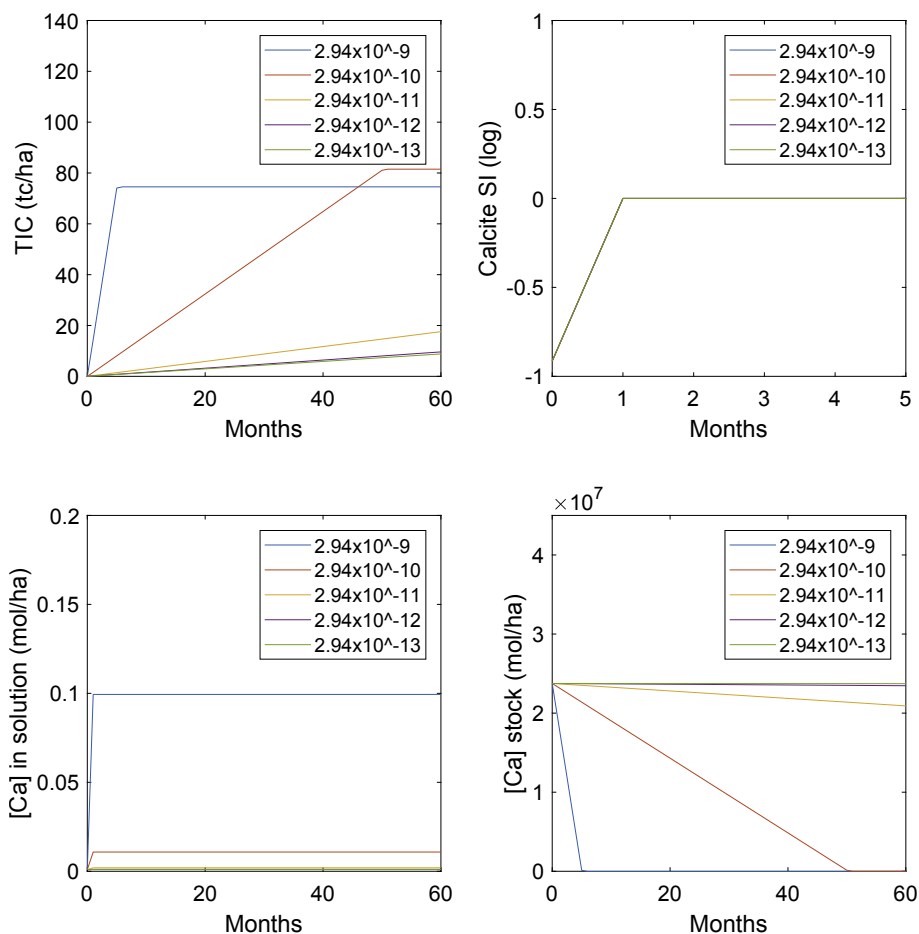 140
120
100
80
60
40
20
0
TIC (tc/ha)
0
20
40
60
Months
2.94x10^-9
2.94x10^-10
2.94x10^-11
2.94x10^-12
2.94x10^-13
1
0.5
0
-0.5
-1
Calcite SI (log)
0
1
2
3
4
5
Months
2.94x10^-9
2.94x10^-10
2.94x10^-11
2.94x10^-12
2.94x10^-13
0.2
0.15
0.1
0.05
0
[Ca] in solution (mol/ha)
0
20
40
60
Months
2.94x10^-9
2.94x10^-10
2.94x10^-11
2.94x10^-12
2.94x10^-13
×10⁷
4
3
2
1
0
[Ca] stock (mol/ha)
0
20
40
60
Months
2.94x10^-9
2.94x10^-10
2.94x10^-11
2.94x10^-12
2.94x10^-13